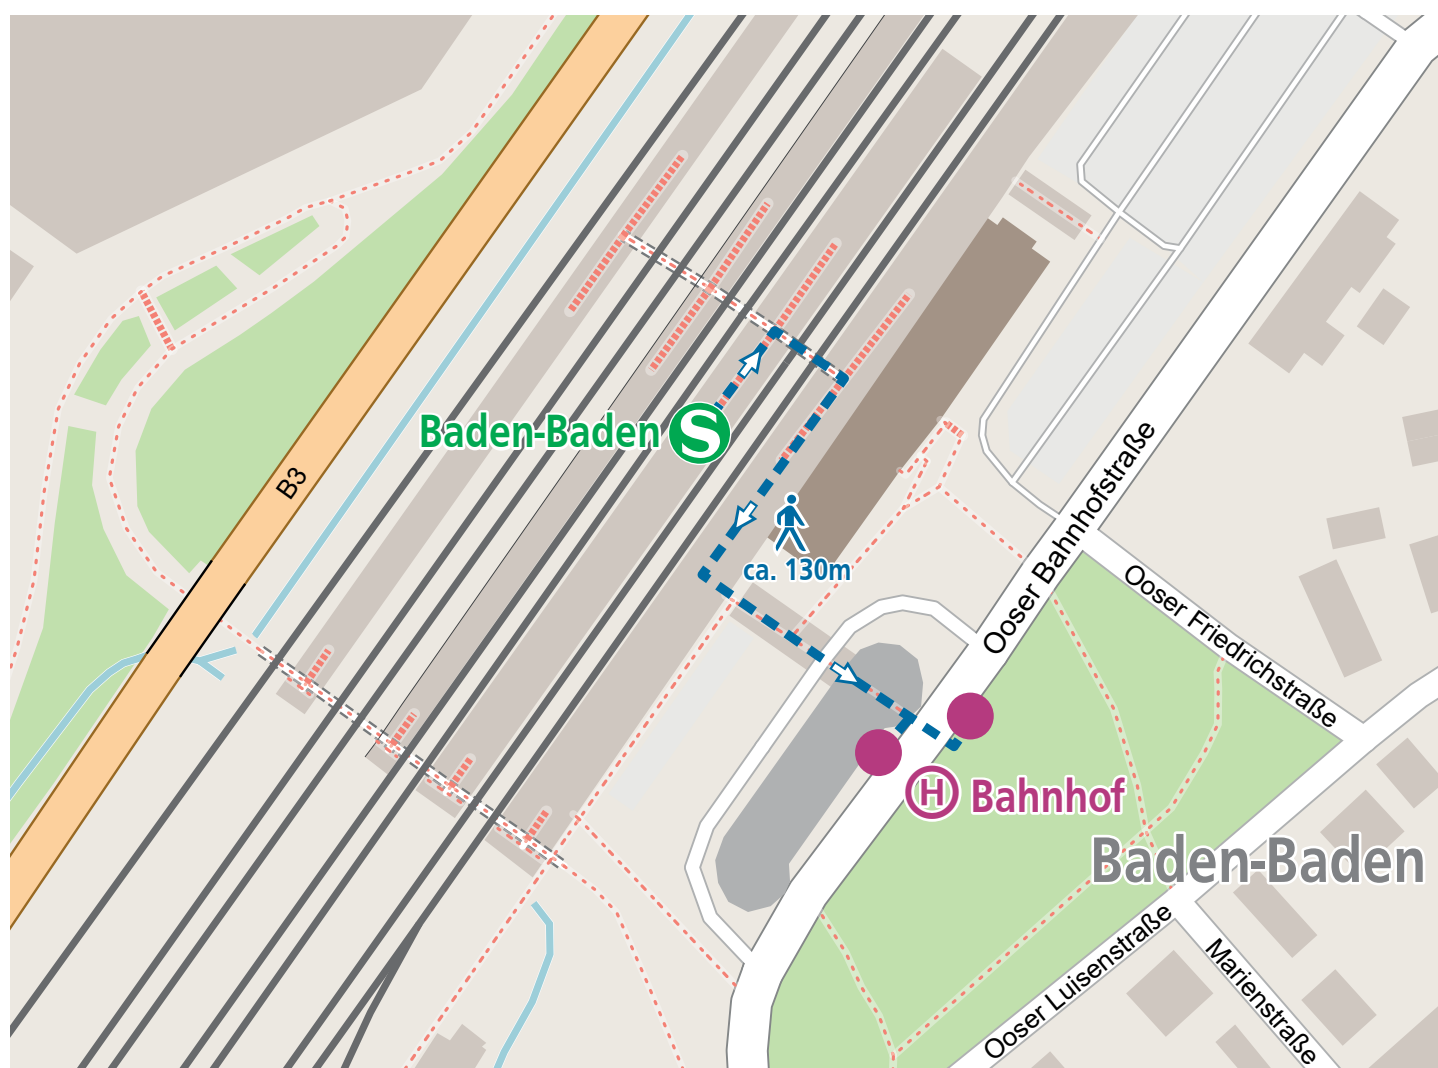 Baden-Baden S
B3
ca. 130m
Ooser Bahnhofstraße
Ooser Friedrichstraße
H Bahnhof
Baden-Baden
Ooser Luisenstraße
Marienstraße